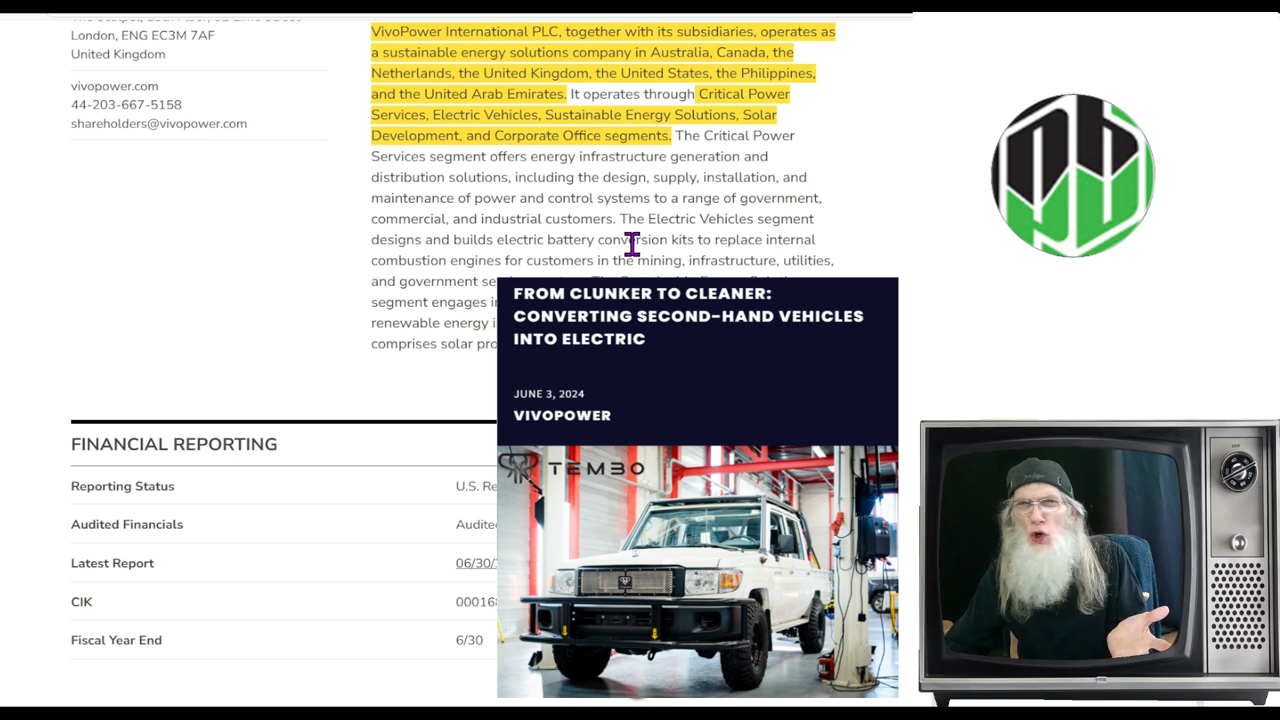 London, ENG EC3M 7AF
United Kingdom
vivopower.com
44-203-667-5158
shareholders@vivopower.com
VivoPower International PLC, together with its subsidiaries, operates as
a sustainable energy solutions company in Australia, Canada, the
Netherlands, the United Kingdom, the United States, the Philippines,
and the United Arab Emirates. It operates through Critical Power
Services, Electric Vehicles, Sustainable Energy Solutions, Solar
Development, and Corporate Office segments. The Critical Power
Services segment offers energy infrastructure generation and
distribution solutions, including the design, supply, installation, and
maintenance of power and control systems to a range of government,
commercial, and industrial customers. The Electric Vehicles segment
designs and builds electric battery conversion kits to replace internal
combustion engines for customers in the mining, infrastructure, utilities,
and government se
segment engages i
renewable energy i
comprises solar pro
FROM CLUNKER TO CLEANER:
CONVERTING SECOND-HAND VEHICLES
INTO ELECTRIC
JUNE 3, 2024
VIVOPOWER
TEMBO
FINANCIAL REPORTING
Reporting Status U.S. Re
Audited Financials Audite
Latest Report 06/30/
CIK 000168
Fiscal Year End 6/30